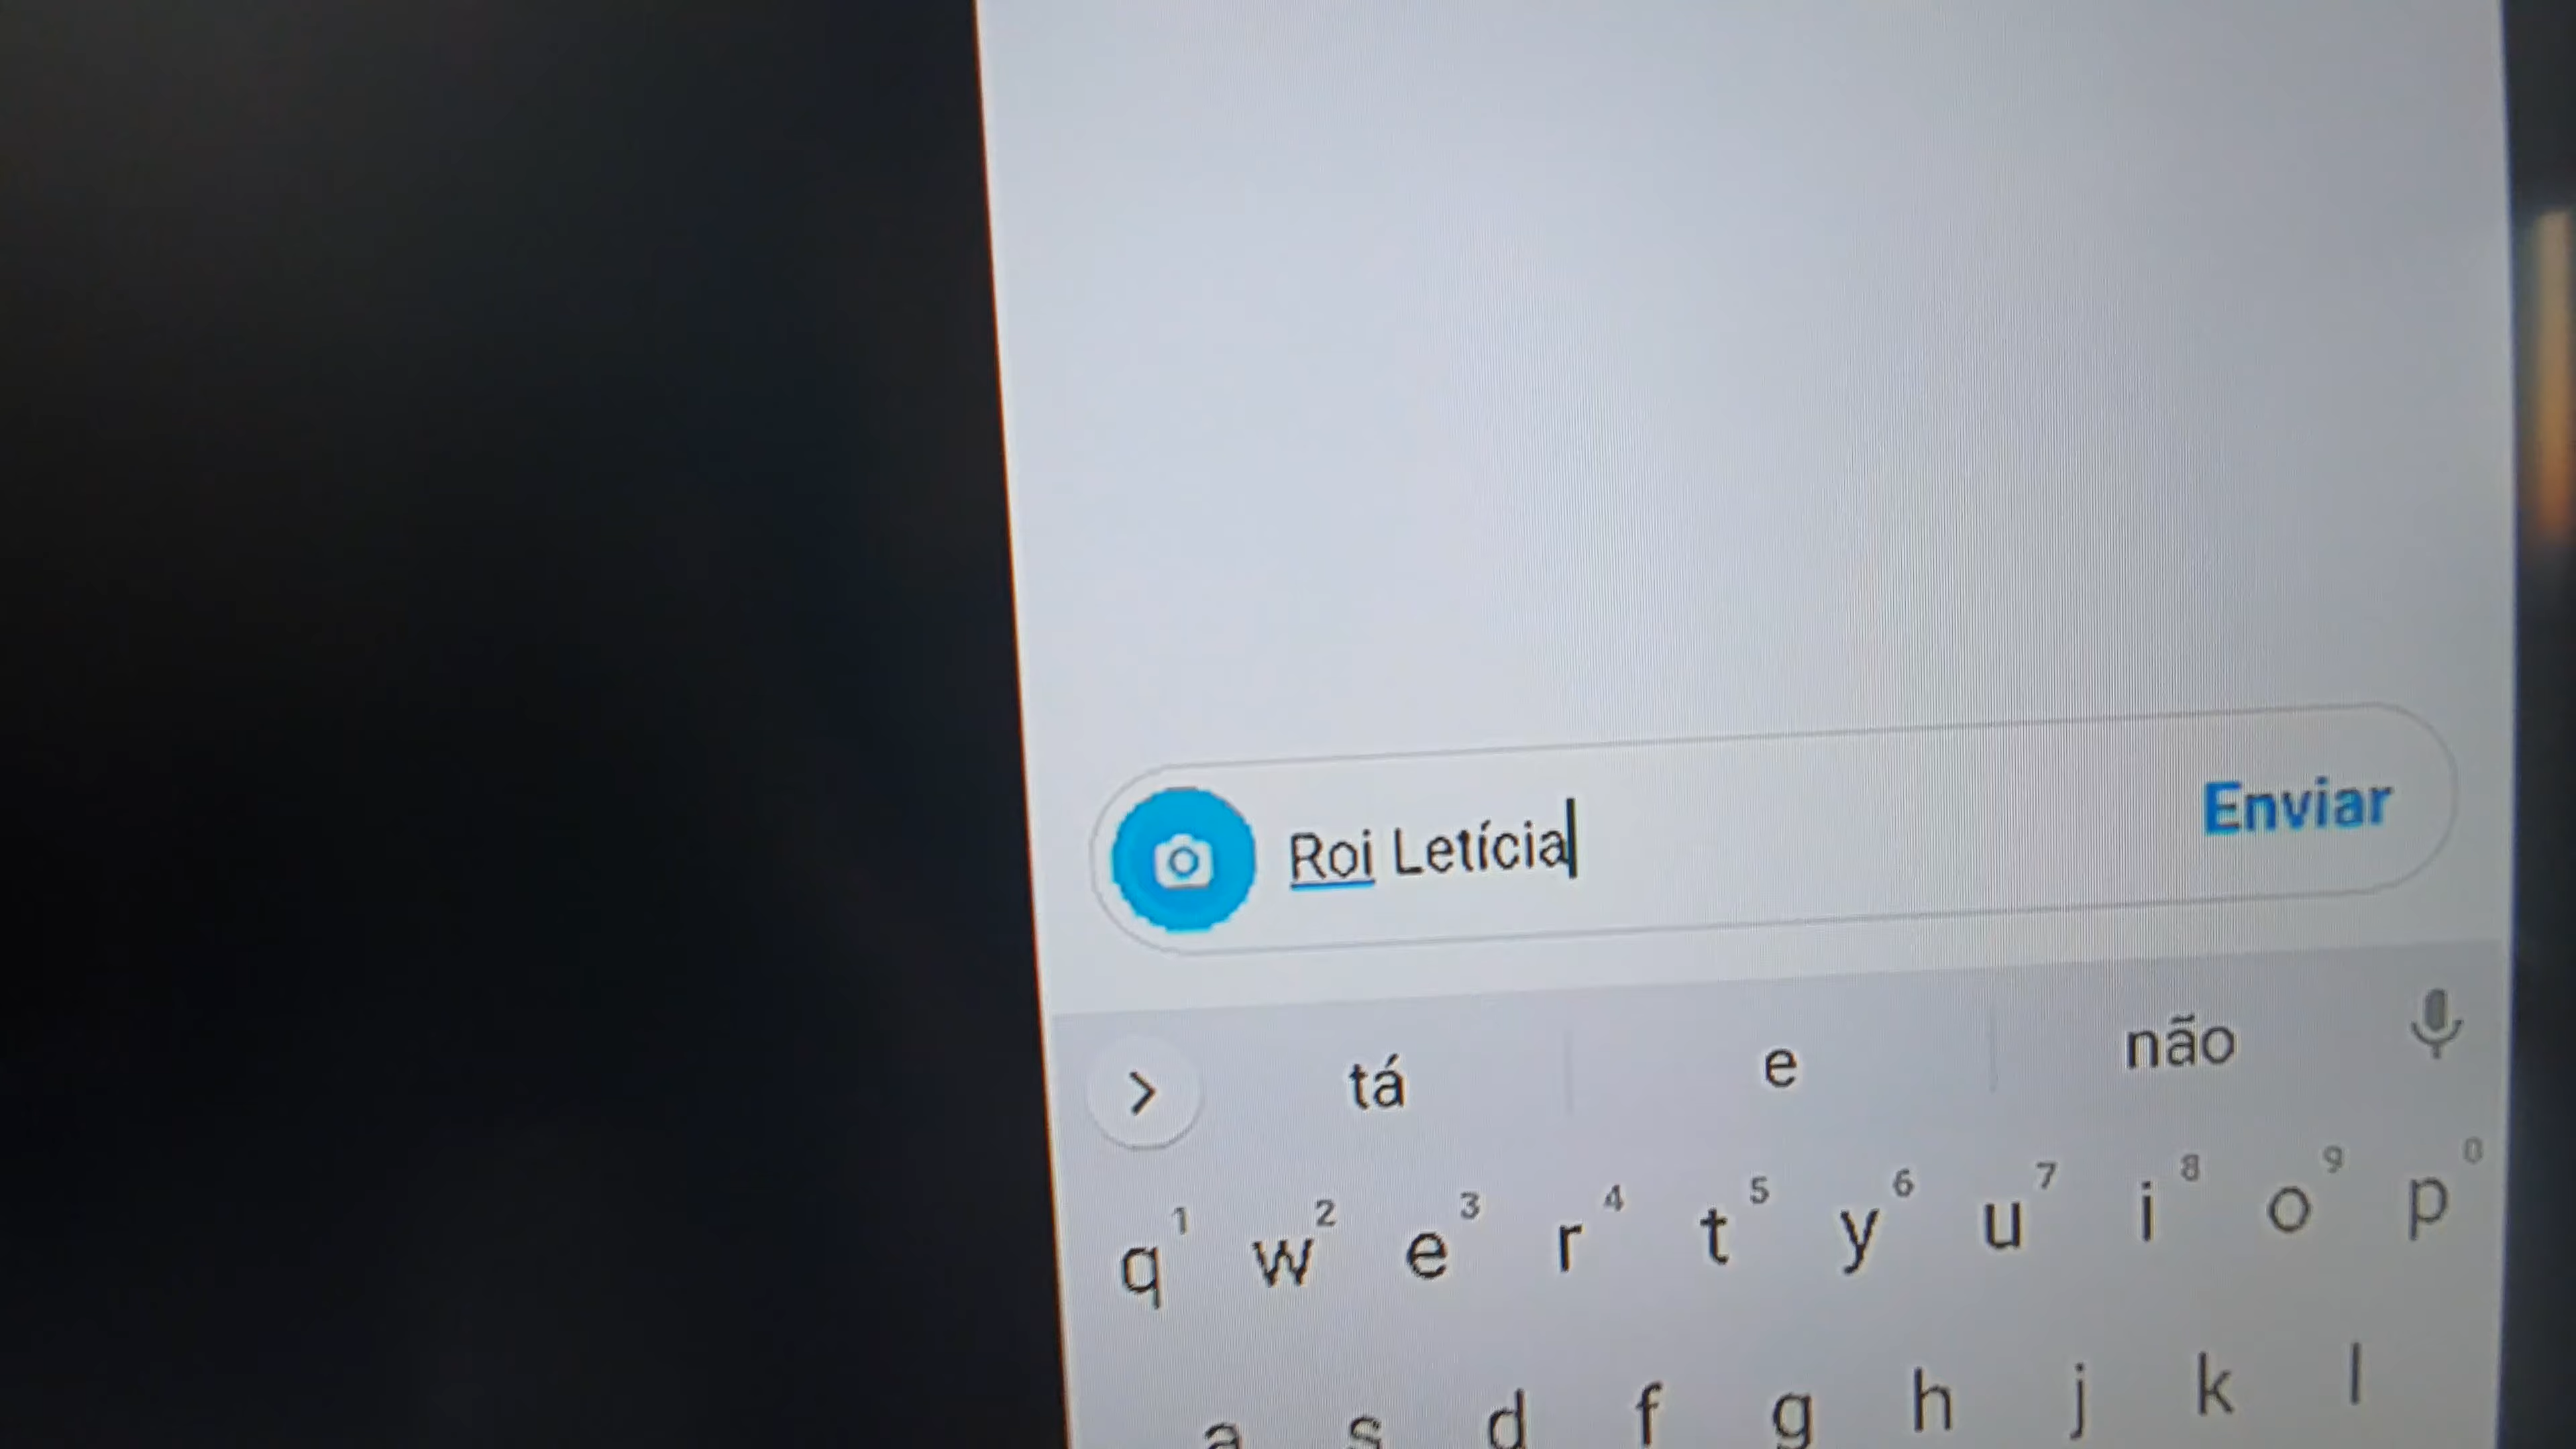 Roi Letícia
Enviar
tá e não
q1 w2 e3 r4 t5 y6 u7 i8 o9 p0
a s d f g h j k l